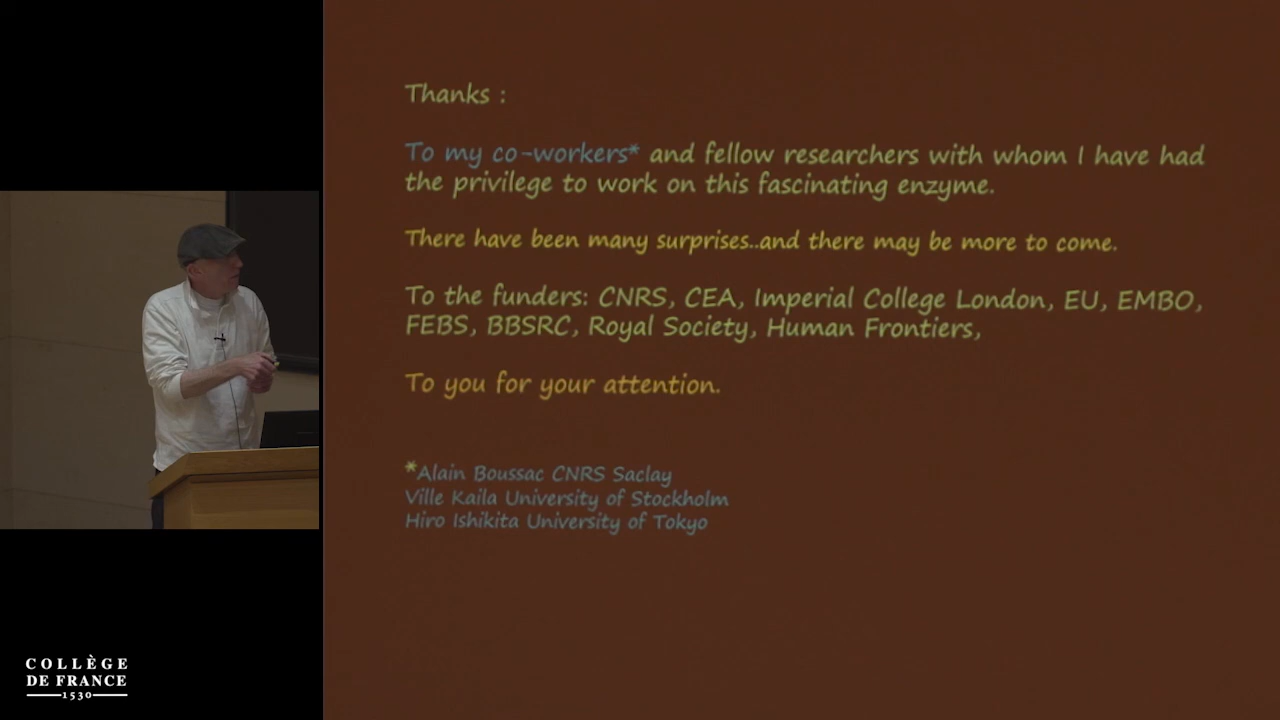 Thanks :
To my co-workers* and fellow researchers with whom I have had
the privilege to work on this fascinating enzyme.
There have been many surprises..and there may be more to come.
To the funders: CNRS, CEA, Imperial College London, EU, EMBO,
FEBS, BBSRC, Royal Society, Human Frontiers,
To you for your attention.
*Alain Boussac CNRS Saclay
Ville Kaila University of Stockholm
Hiro Ishikita University of Tokyo
COLLÈGE
DE FRANCE
1530